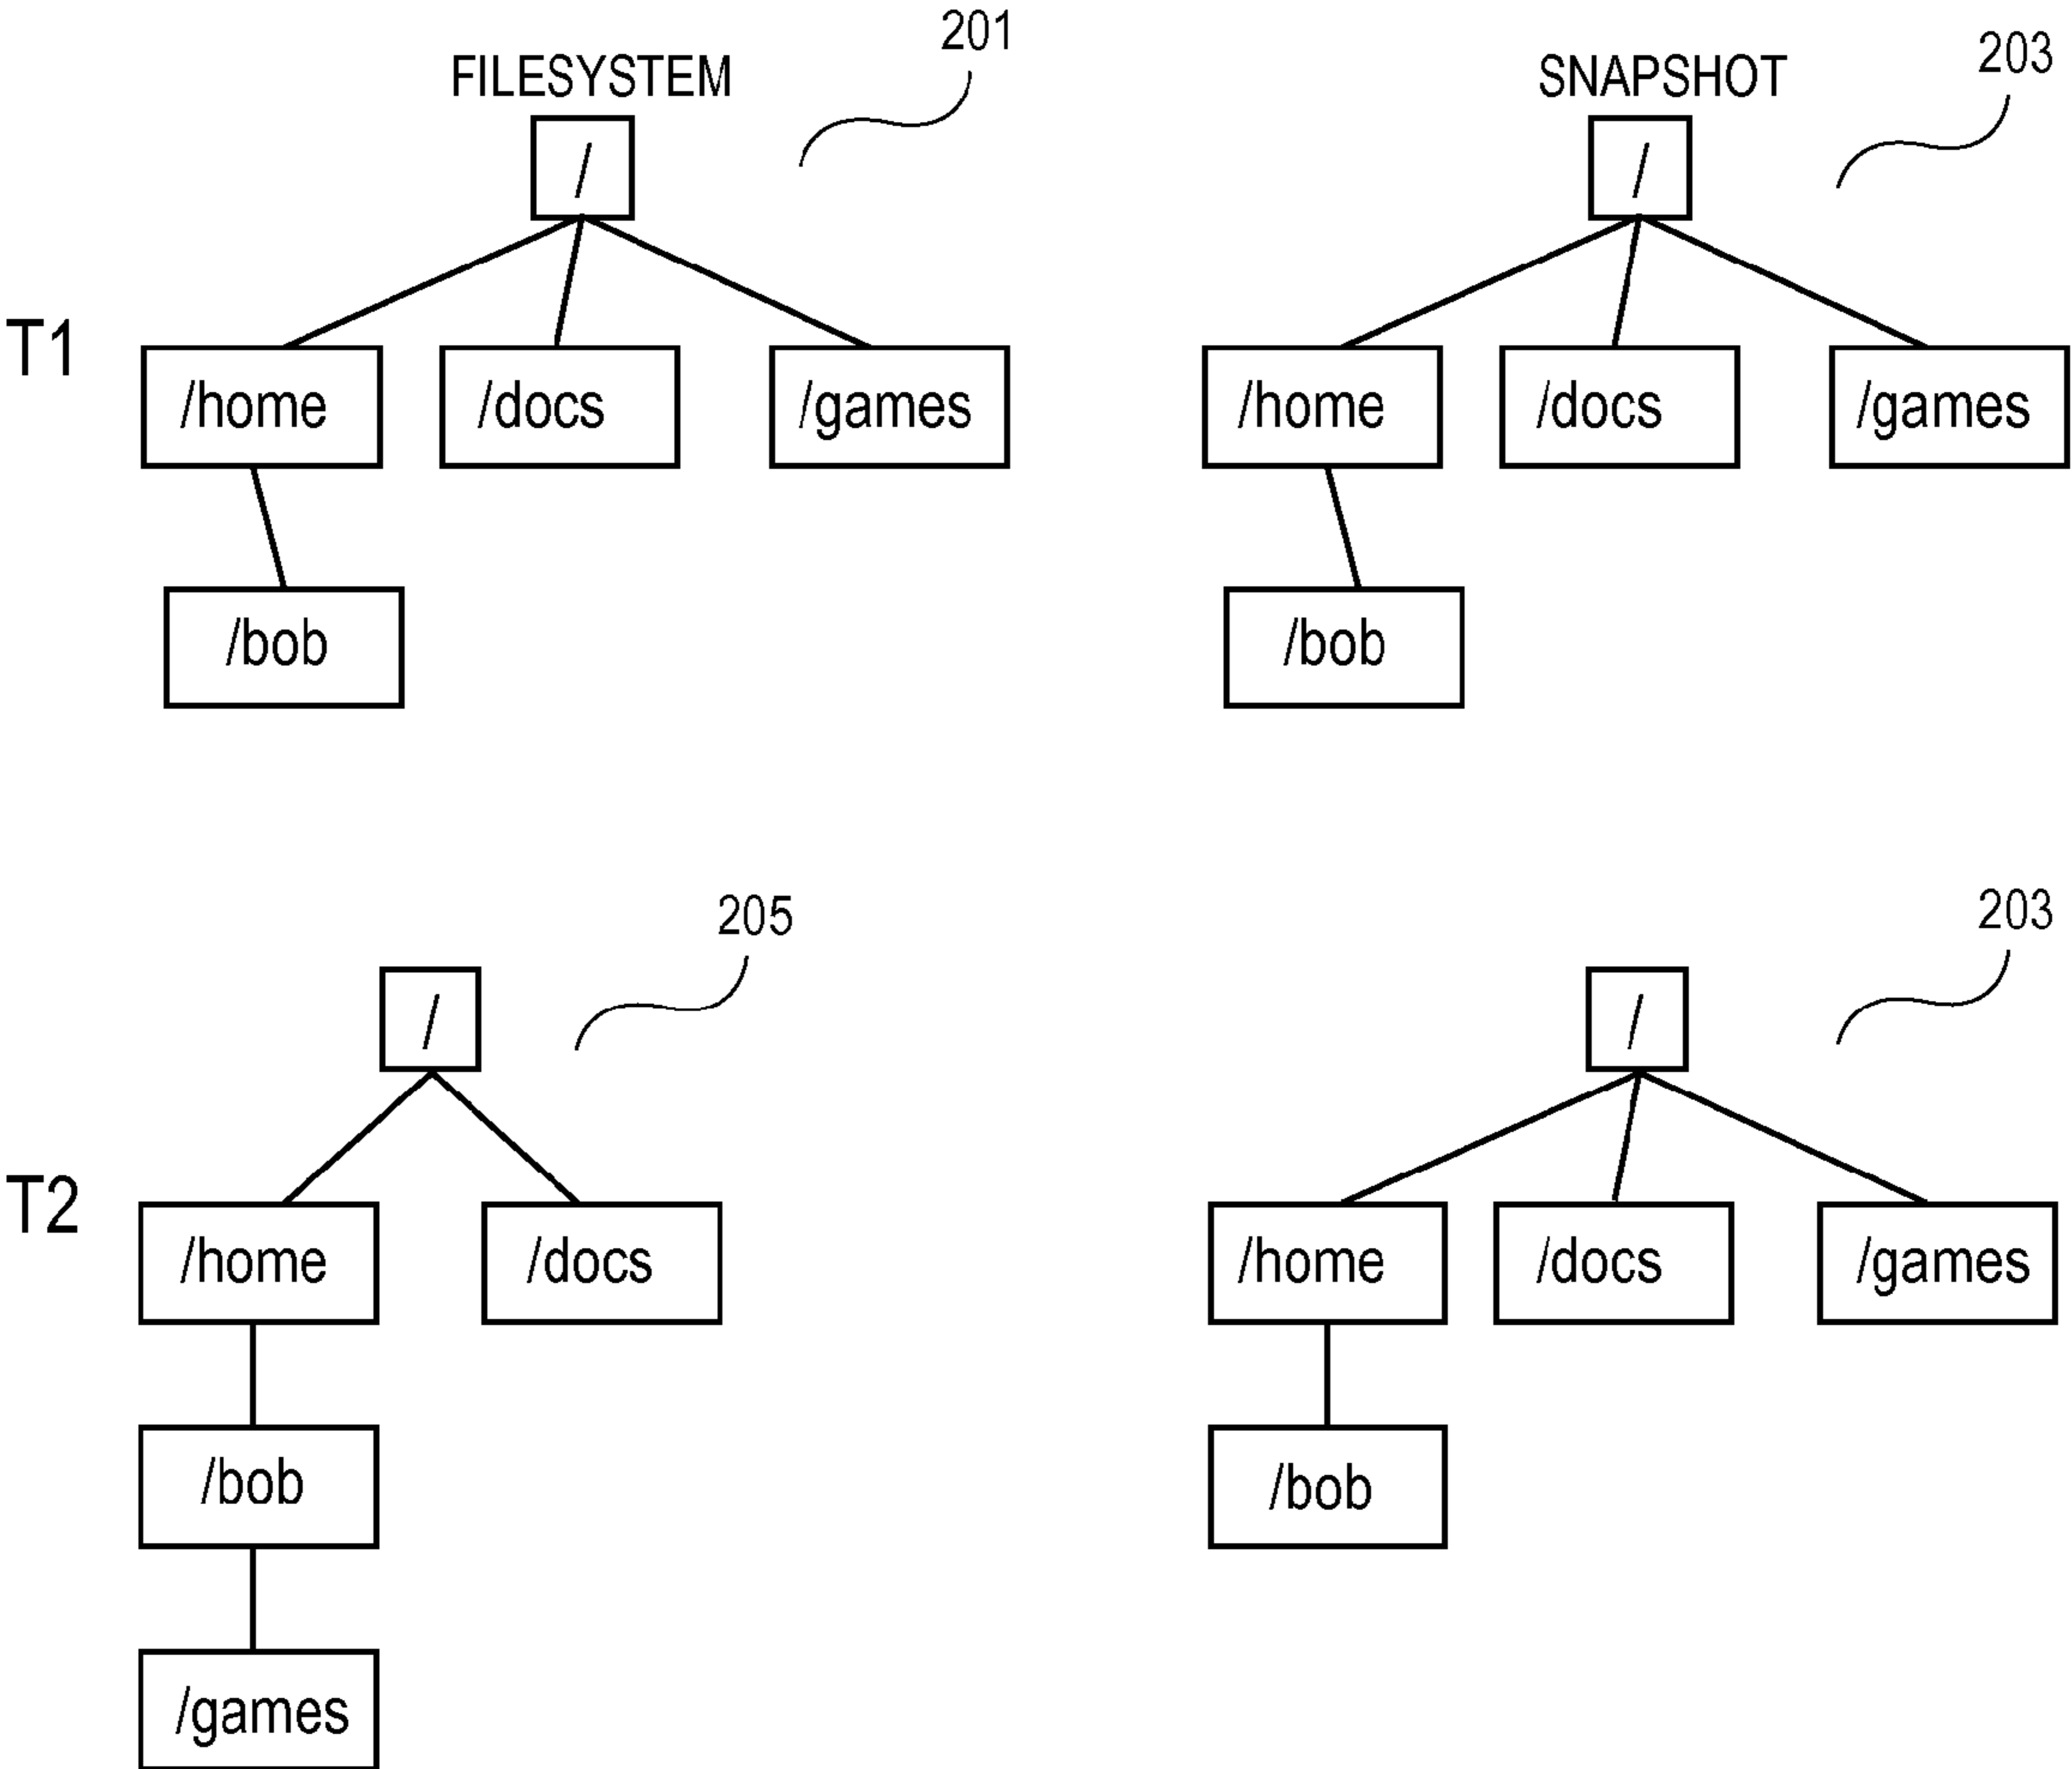 201
203
FILESYSTEM
SNAPSHOT
/
/
T1
/home
/docs
/games
/home
/docs
/games
/bob
/bob
205
203
/
/
T2
/home
/docs
/home
/docs
/games
/bob
/bob
/games